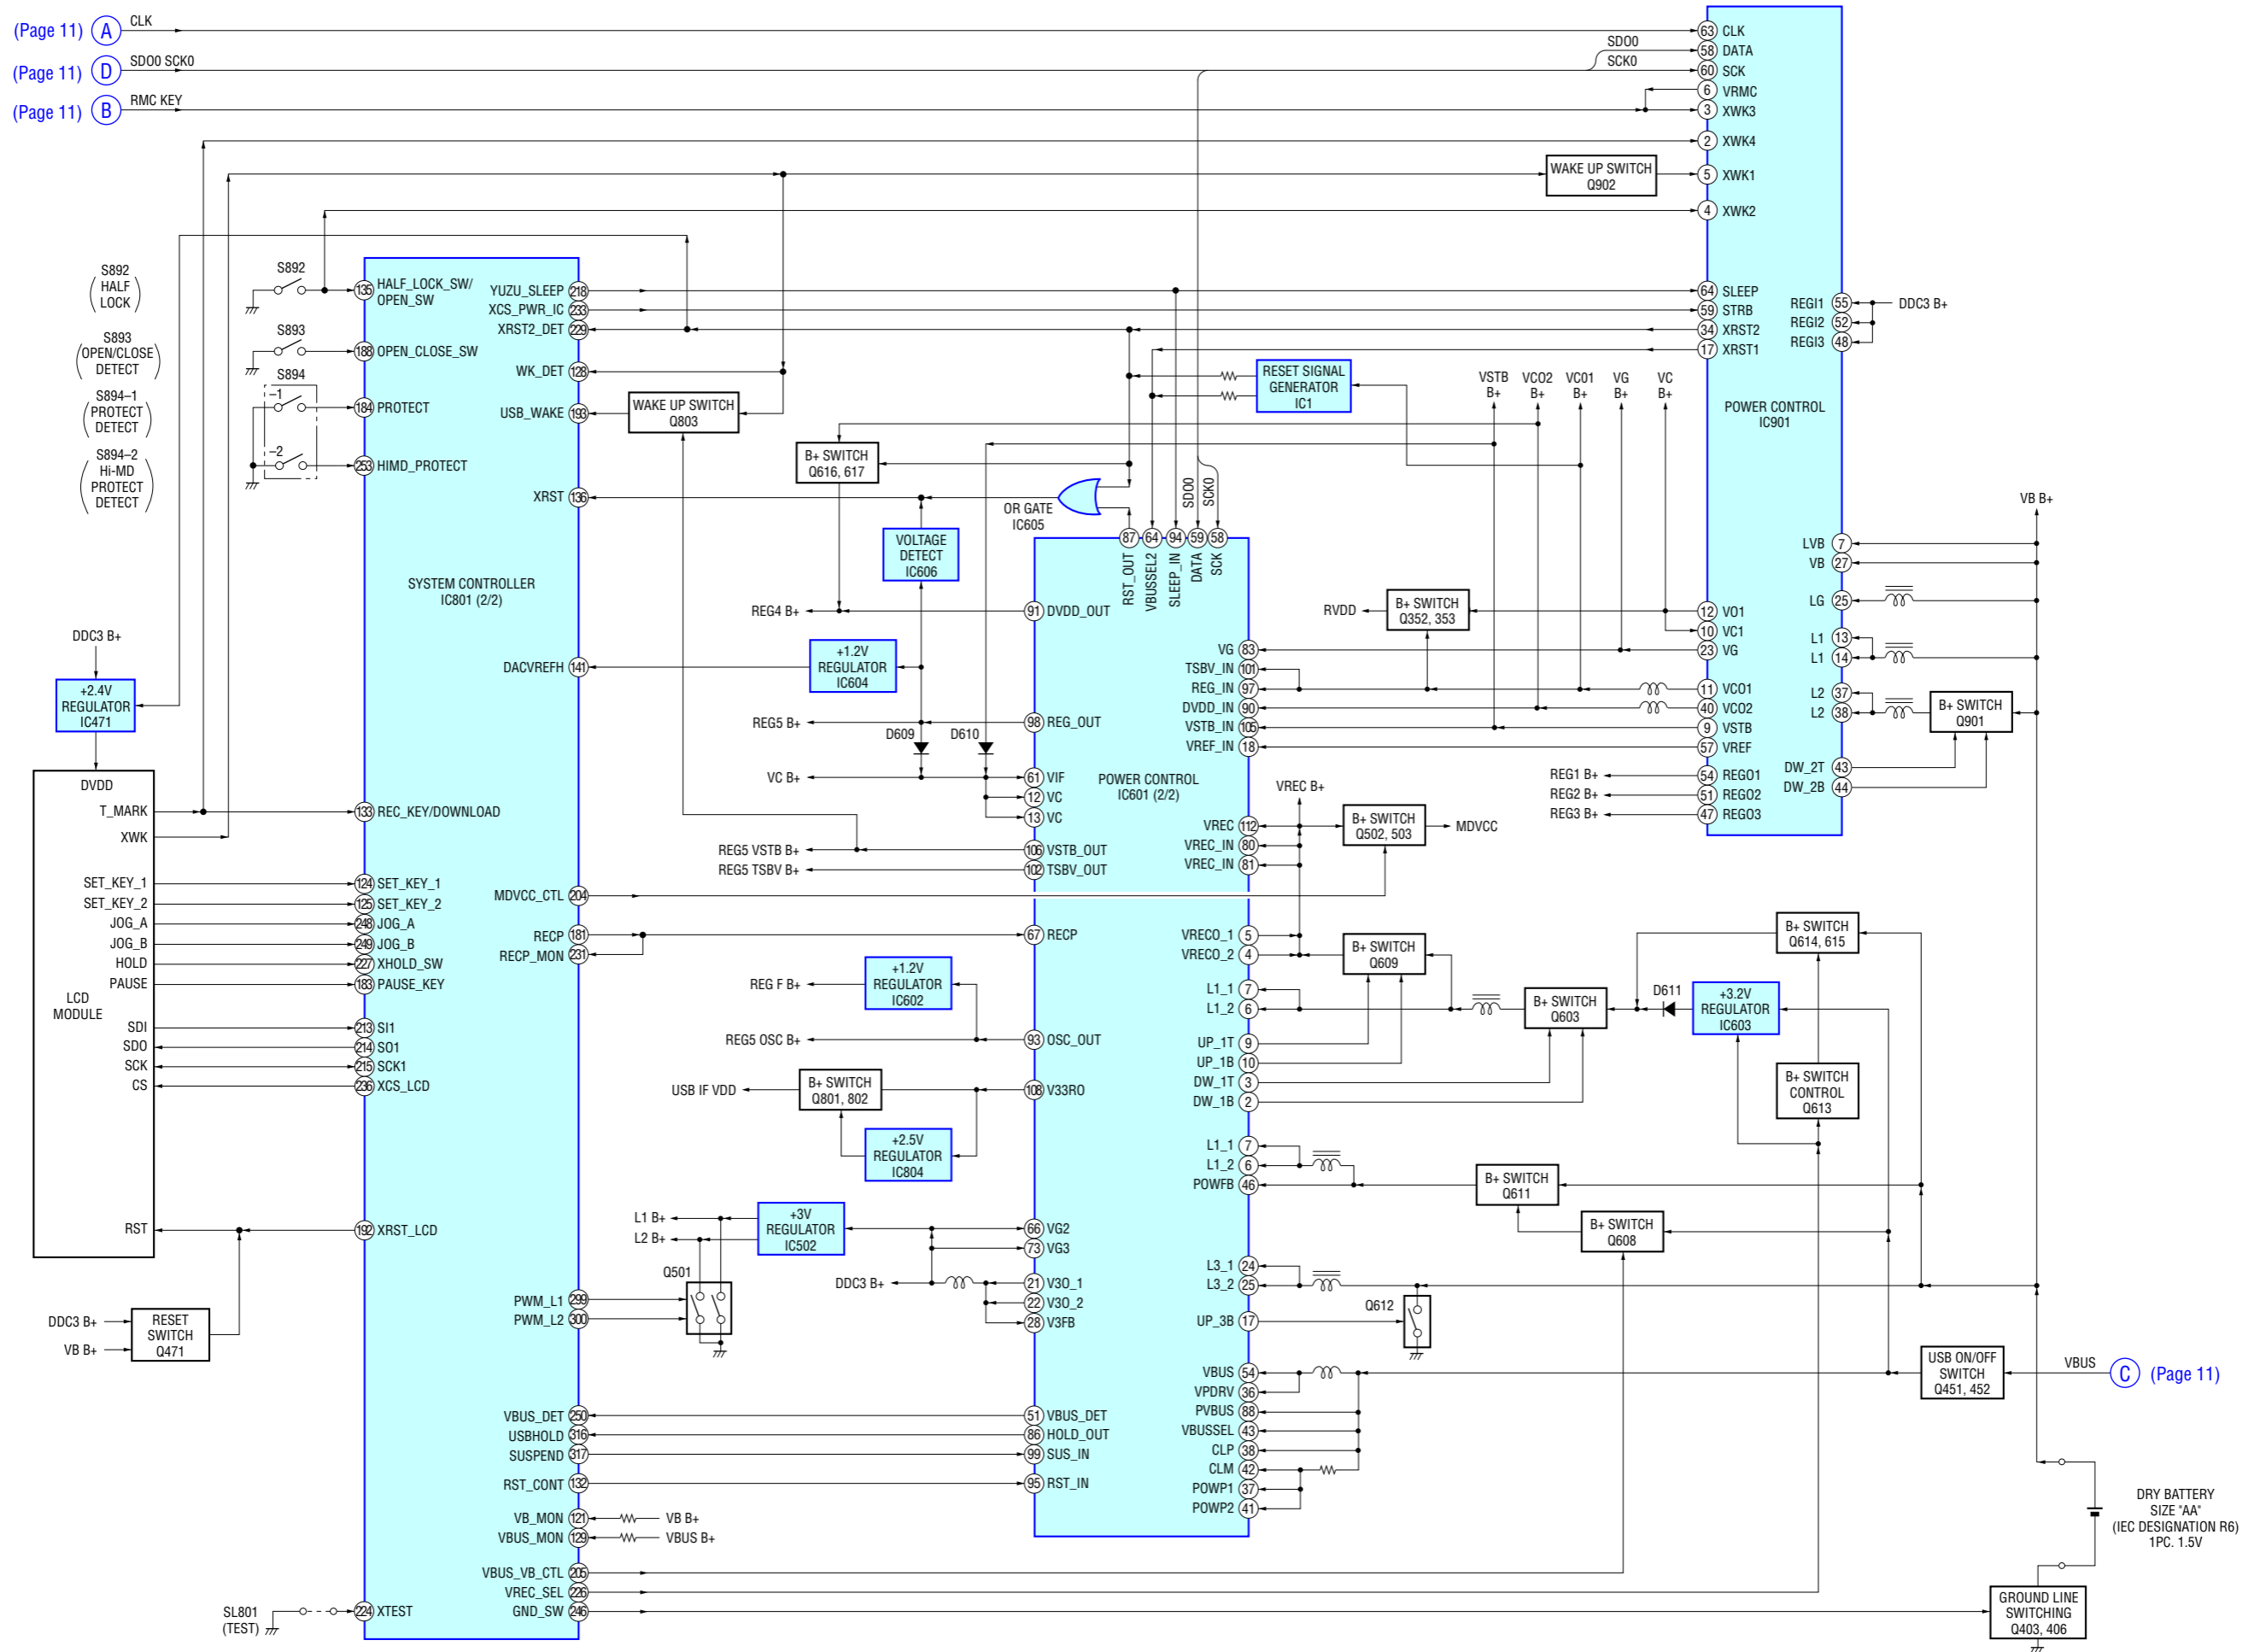 (Page 11) A CLK
(Page 11) D SDO0 SCK0
(Page 11) B RMC KEY
SDO0
SCK0
63 CLK
58 DATA
60 SCK
6 VRMC
3 XWK3
2 XWK4
5 XWK1
4 XWK2
WAKE UP SWITCH
Q902
64 SLEEP
59 STRB
34 XRST2
17 XRST1
REGI1 55
REGI2 52
REGI3 48
DDC3 B+
POWER CONTROL
IC901
LVB 7
VB 27
LG 25
L1 13
L1 14
L2 37
L2 38
DW_2T 43
DW_2B 44
12 VO1
10 VC1
23 VG
11 VCO1
40 VCO2
9 VSTB
57 VREF
54 REGO1
51 REGO2
47 REGO3
REG1 B+
REG2 B+
REG3 B+
VB B+
B+ SWITCH
Q901
S892
HALF
LOCK
S893
OPEN/CLOSE
DETECT
S894–1
PROTECT
DETECT
S894–2
Hi-MD
PROTECT
DETECT
S892
S893
S894
–1
–2
135 HALF_LOCK_SW/
OPEN_SW
188 OPEN_CLOSE_SW
184 PROTECT
253 HIMD_PROTECT
YUZU_SLEEP 218
XCS_PWR_IC 233
XRST2_DET 229
WK_DET 128
USB_WAKE 193
XRST 136
SYSTEM CONTROLLER
IC801 (2/2)
DACVREFH 141
WAKE UP SWITCH
Q803
B+ SWITCH
Q616, 617
RESET SIGNAL
GENERATOR
IC1
VSTB
B+
VCO2
B+
VC01
B+
VG
B+
VC
B+
OR GATE
IC605
VOLTAGE
DETECT
IC606
SDO0
SCK0
87 RST_OUT
64 VBUSSEL2
94 SLEEP_IN
59 DATA
58 SCK
RVDD
B+ SWITCH
Q352, 353
REG4 B+
91 DVDD_OUT
+1.2V
REGULATOR
IC604
REG5 B+
98 REG_OUT
D609
D610
VC B+
61 VIF
12 VC
13 VC
REG5 VSTB B+
106 VSTB_OUT
REG5 TSBV B+
102 TSBV_OUT
POWER CONTROL
IC601 (2/2)
VG 83
TSBV_IN 101
REG_IN 97
DVDD_IN 90
VSTB_IN 105
VREF_IN 18
VREC B+
VREC 112
VREC_IN 80
VREC_IN 81
B+ SWITCH
Q502, 503
MDVCC
DDC3 B+
+2.4V
REGULATOR
IC471
DVDD
T_MARK
XWK
SET_KEY_1
SET_KEY_2
JOG_A
JOG_B
HOLD
PAUSE
LCD
MODULE
SDI
SDO
SCK
CS
RST
133 REC_KEY/DOWNLOAD
124 SET_KEY_1
125 SET_KEY_2
248 JOG_A
249 JOG_B
227 XHOLD_SW
183 PAUSE_KEY
213 SI1
214 SO1
215 SCK1
236 XCS_LCD
192 XRST_LCD
DDC3 B+
VB B+
RESET
SWITCH
Q471
MDVCC_CTL 204
RECP 181
RECP_MON 231
67 RECP
REG F B+
+1.2V
REGULATOR
IC602
REG5 OSC B+
93 OSC_OUT
USB IF VDD
B+ SWITCH
Q801, 802
108 V33RO
+2.5V
REGULATOR
IC804
L1 B+
L2 B+
+3V
REGULATOR
IC502
66 VG2
73 VG3
DDC3 B+
21 V3O_1
22 V3O_2
28 V3FB
Q501
PWM_L1 299
PWM_L2 300
VRECO_1 5
VRECO_2 4
L1_1 7
L1_2 6
UP_1T 9
UP_1B 10
DW_1T 3
DW_1B 2
B+ SWITCH
Q609
B+ SWITCH
Q603
D611
+3.2V
REGULATOR
IC603
B+ SWITCH
Q614, 615
B+ SWITCH
CONTROL
Q613
L1_1 7
L1_2 6
POWFB 46
B+ SWITCH
Q611
B+ SWITCH
Q608
L3_1 24
L3_2 25
UP_3B 17
Q612
VBUS 54
VPDRV 36
PVBUS 88
VBUSSEL 43
CLP 38
CLM 42
POWP1 37
POWP2 41
USB ON/OFF
SWITCH
Q451, 452
VBUS
C (Page 11)
VBUS_DET 250
USBHOLD 316
SUSPEND 317
RST_CONT 132
51 VBUS_DET
86 HOLD_OUT
99 SUS_IN
95 RST_IN
VB_MON 121
VB B+
VBUS_MON 129
VBUS B+
VBUS_VB_CTL 205
VREC_SEL 226
GND_SW 246
SL801
(TEST)
224 XTEST
DRY BATTERY
SIZE "AA"
(IEC DESIGNATION R6)
1PC. 1.5V
GROUND LINE
SWITCHING
Q403, 406